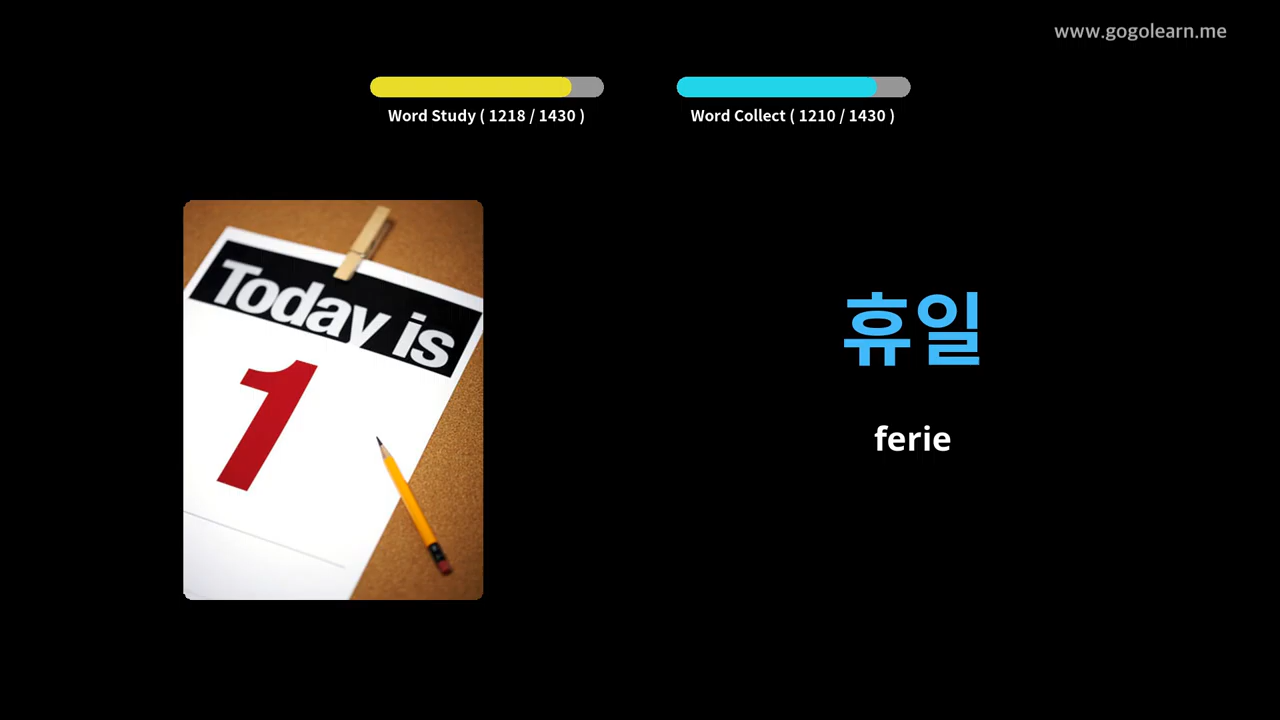 www.gogolearn.me
Word Study ( 1218 / 1430 )
Word Collect ( 1210 / 1430 )
Today is
1
휴일
ferie